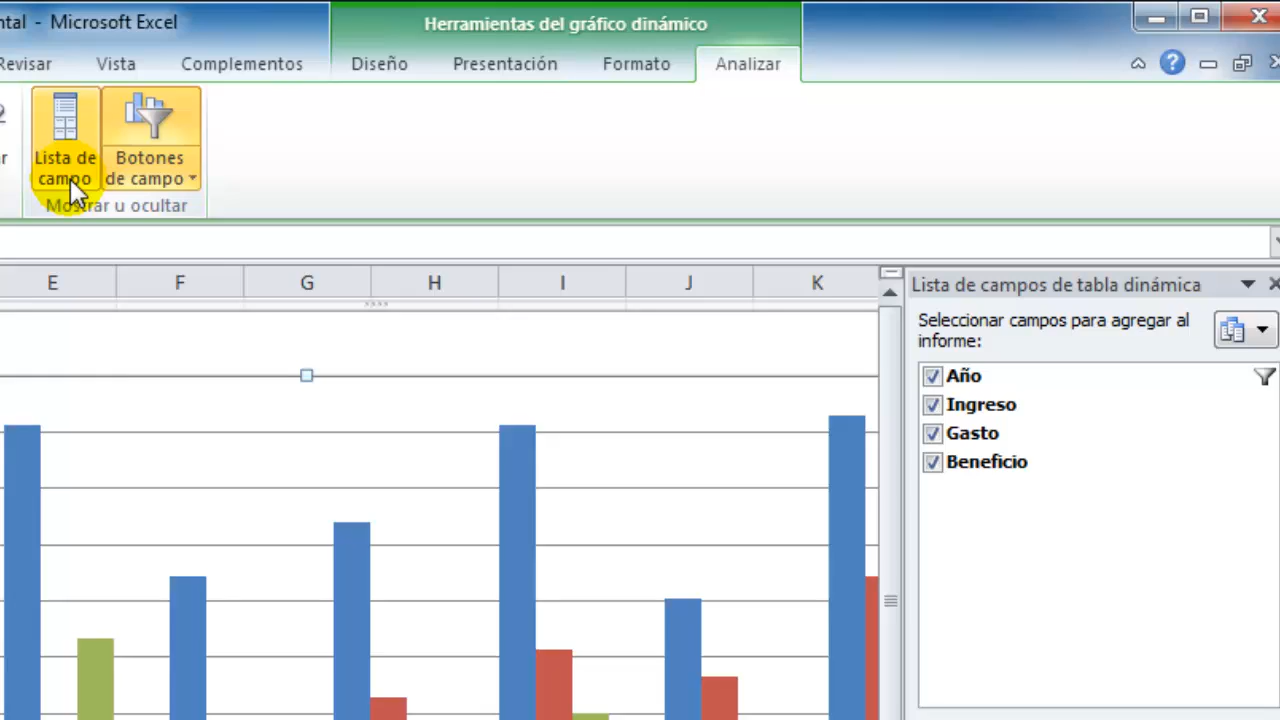 ntal - Microsoft Excel
Herramientas del gráfico dinámico
Revisar Vista Complementos Diseño Presentación Formato Analizar
Lista de campo
Botones de campo
Mostrar u ocultar
E F G H I J K
Lista de campos de tabla dinámica
Seleccionar campos para agregar al
informe:
Año
Ingreso
Gasto
Beneficio